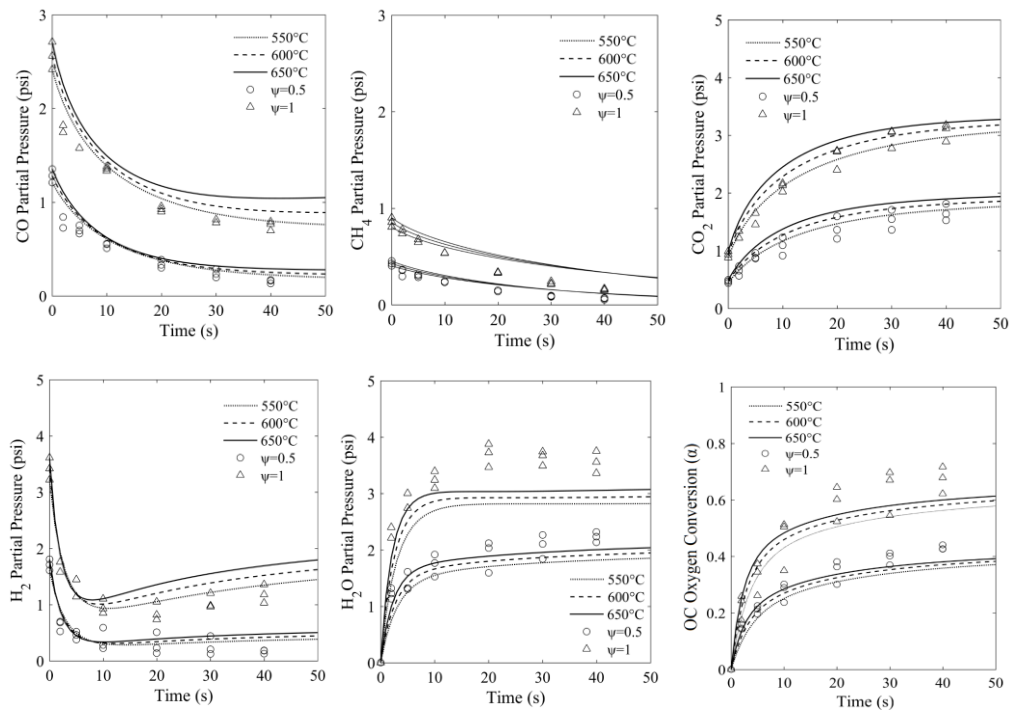 CO Partial Pressure (psi)
3
2
1
0
550°C
600°C
650°C
ψ=0.5
ψ=1
0 10 20 30 40 50
Time (s)
CH4 Partial Pressure (psi)
3
2
1
0
550°C
600°C
650°C
ψ=0.5
ψ=1
0 10 20 30 40 50
Time (s)
CO2 Partial Pressure (psi)
5
4
3
2
1
0
550°C
600°C
650°C
ψ=0.5
ψ=1
0 10 20 30 40 50
Time (s)
H2 Partial Pressure (psi)
5
4
3
2
1
0
550°C
600°C
650°C
ψ=0.5
ψ=1
0 10 20 30 40 50
Time (s)
H2O Partial Pressure (psi)
5
4
3
2
1
0
550°C
600°C
650°C
ψ=0.5
ψ=1
0 10 20 30 40 50
Time (s)
OC Oxygen Conversion (α)
1
0.8
0.6
0.4
0.2
0
550°C
600°C
650°C
ψ=0.5
ψ=1
0 10 20 30 40 50
Time (s)